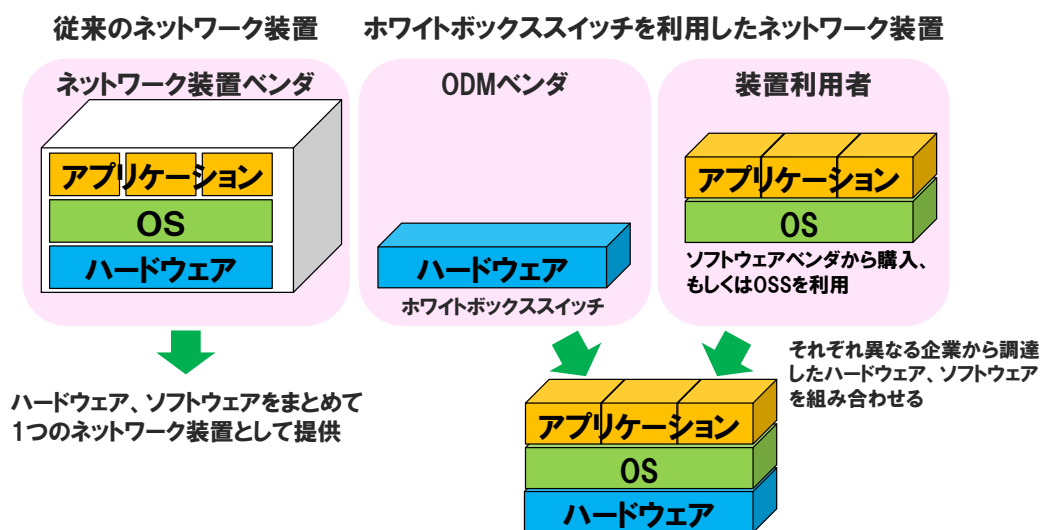 従来のネットワーク装置
ホワイトボックススイッチを利用したネットワーク装置
ネットワーク装置ベンダ
アプリケーション
OS
ハードウェア
ODMベンダ
ハードウェア
ホワイトボックススイッチ
装置利用者
アプリケーション
OS
ソフトウェアベンダから購入、
もしくはOSSを利用
ハードウェア、ソフトウェアをまとめて
1つのネットワーク装置として提供
それぞれ異なる企業から調達
したハードウェア、ソフトウェア
を組み合わせる
アプリケーション
OS
ハードウェア